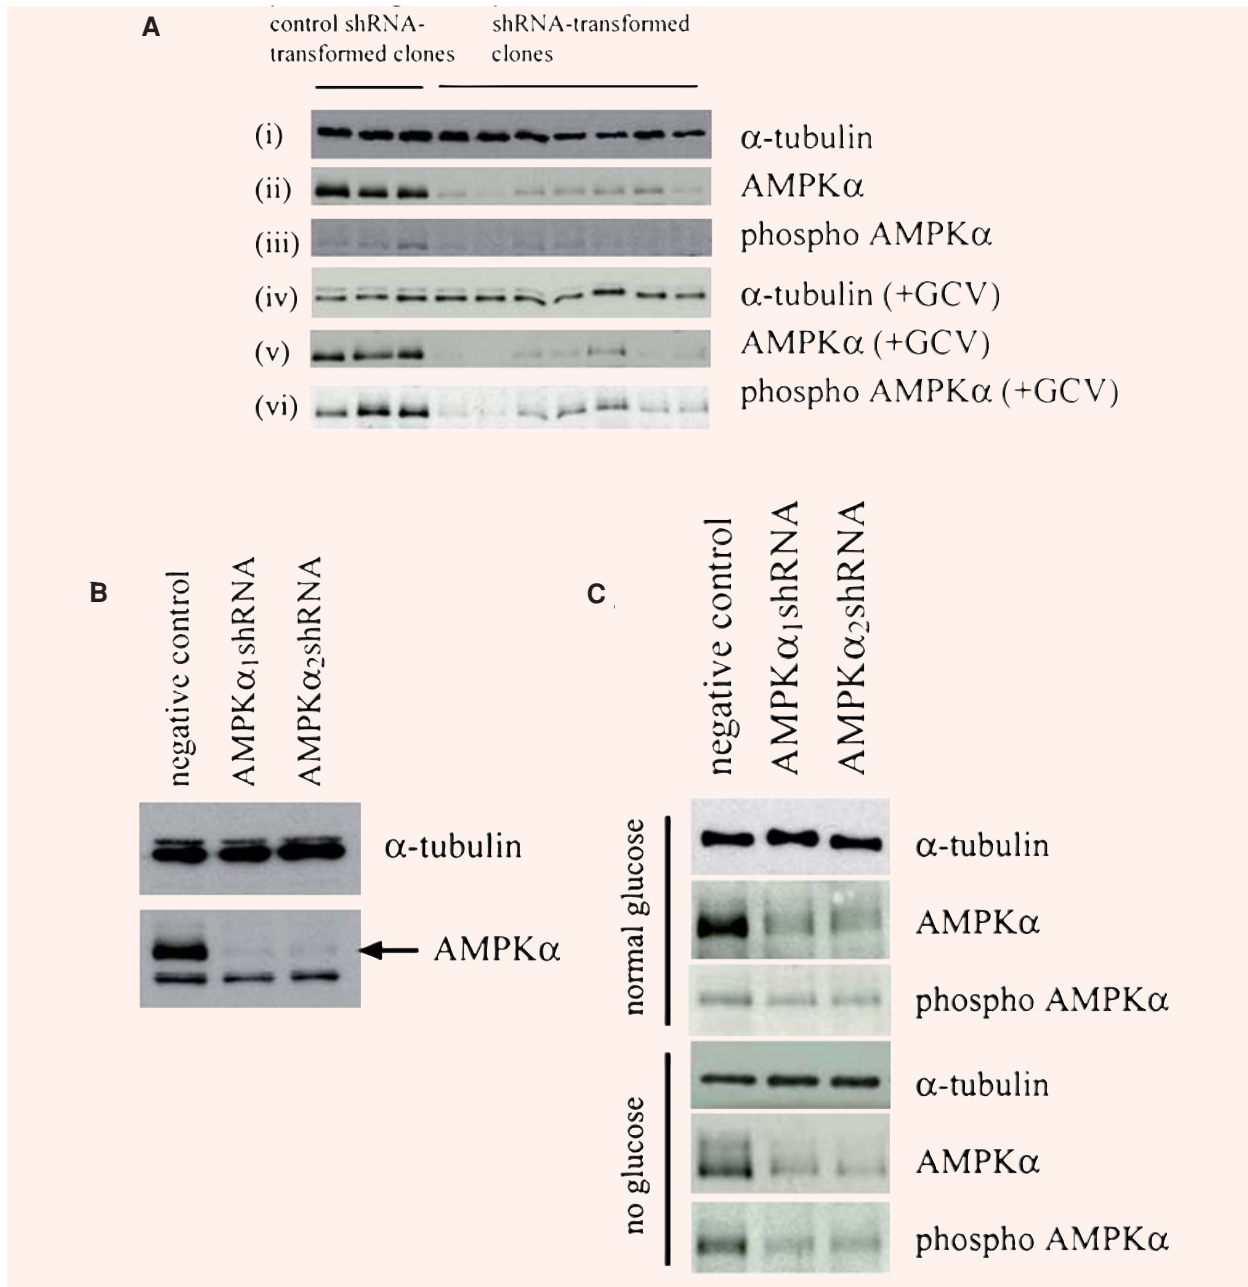 A
control shRNA-
transformed clones
shRNA-transformed
clones
(i)
α-tubulin
(ii)
AMPKα
(iii)
phospho AMPKα
(iv)
α-tubulin (+GCV)
(v)
AMPKα (+GCV)
(vi)
phospho AMPKα (+GCV)
B
negative control
AMPKα1shRNA
AMPKα2shRNA
α-tubulin
AMPKα
C
negative control
AMPKα1shRNA
AMPKα2shRNA
normal glucose
α-tubulin
AMPKα
phospho AMPKα
no glucose
α-tubulin
AMPKα
phospho AMPKα